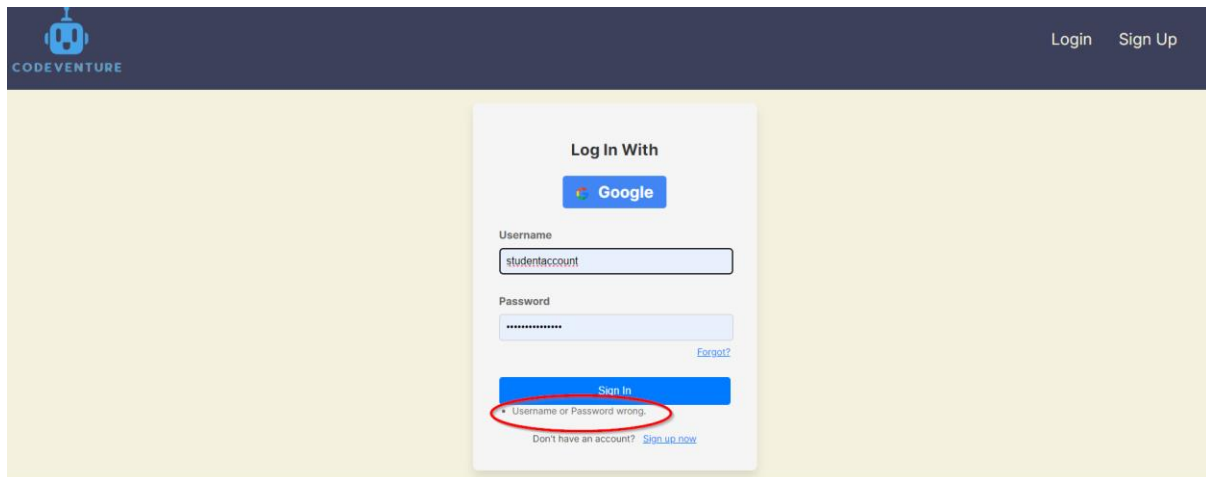 CODEVENTURE
Login Sign Up
Log In With
Google
Username
studentaccount
Password
•••••••••••••••
Forgot?
Sign In
• Username or Password wrong.
Don't have an account? Sign up now